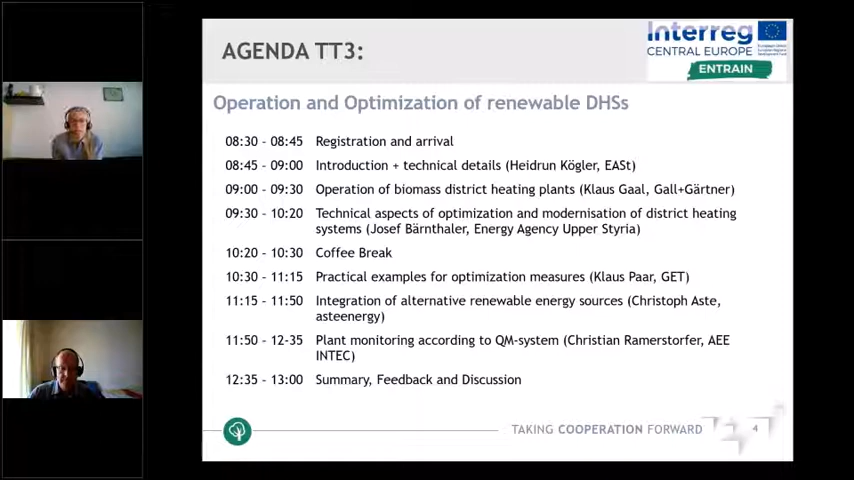 AGENDA TT3:
Interreg
CENTRAL EUROPE
ENTRAIN
Operation and Optimization of renewable DHSs
08:30 - 08:45 Registration and arrival
08:45 - 09:00 Introduction + technical details (Heidrun Kögler, EASt)
09:00 - 09:30 Operation of biomass district heating plants (Klaus Gaal, Gall+Gärtner)
09:30 - 10:20 Technical aspects of optimization and modernisation of district heating
systems (Josef Bärnthaler, Energy Agency Upper Styria)
10:20 - 10:30 Coffee Break
10:30 - 11:15 Practical examples for optimization measures (Klaus Paar, GET)
11:15 - 11:50 Integration of alternative renewable energy sources (Christoph Aste,
asteenergy)
11:50 - 12-35 Plant monitoring according to QM-system (Christian Ramerstorfer, AEE
INTEC)
12:35 - 13:00 Summary, Feedback and Discussion
TAKING COOPERATION FORWARD
4